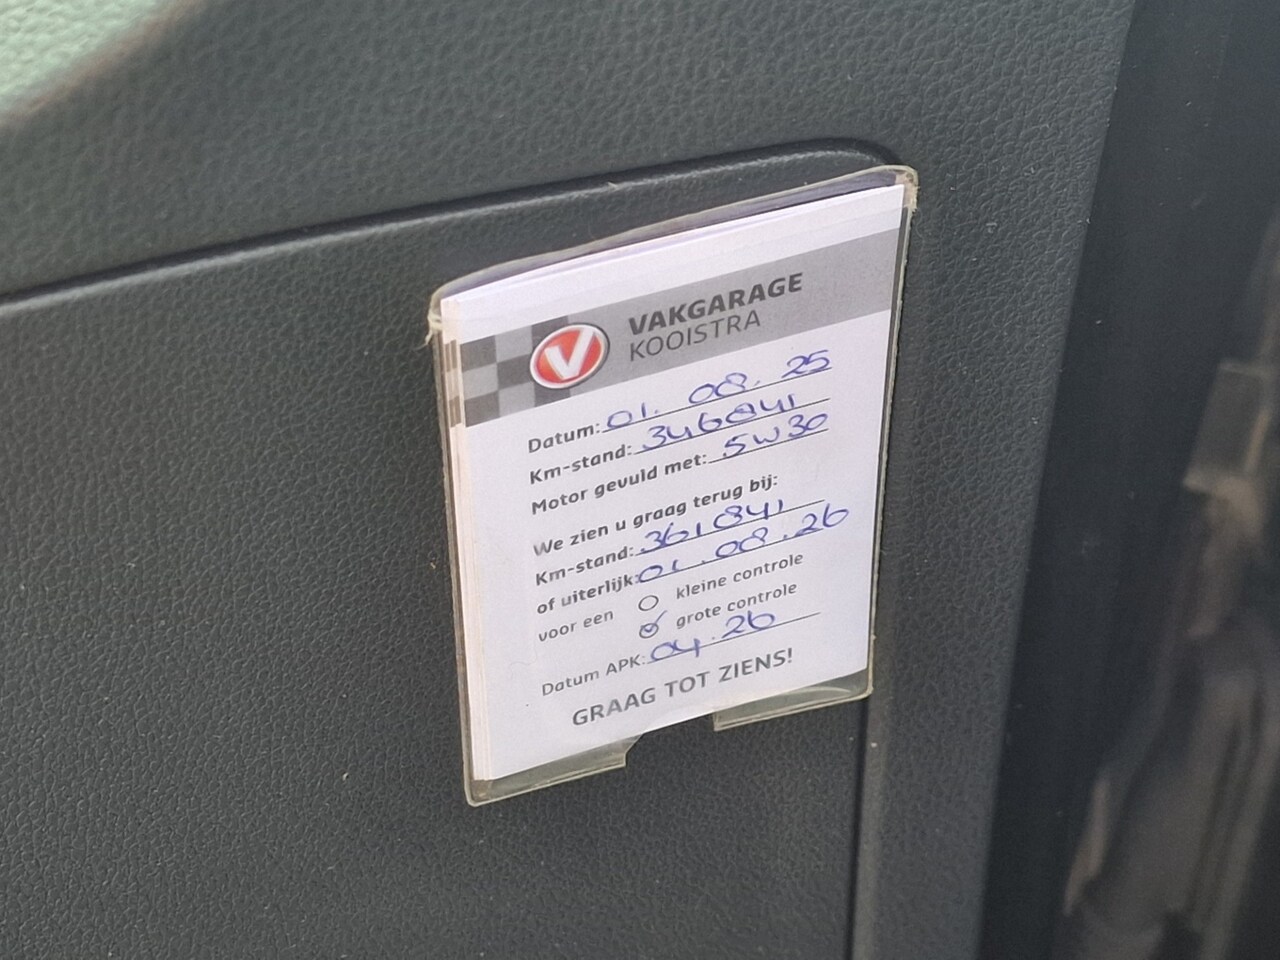 VAKGARAGE
KOOISTRA
Datum: 01. 08. 25
Km-stand: 346841
Motor gevuld met: 5W30
We zien u graag terug bij:
Km-stand: 361841
of uiterlijk: 01.08.26
voor een kleine controle
grote controle
Datum APK: 04.26
GRAAG TOT ZIENS!